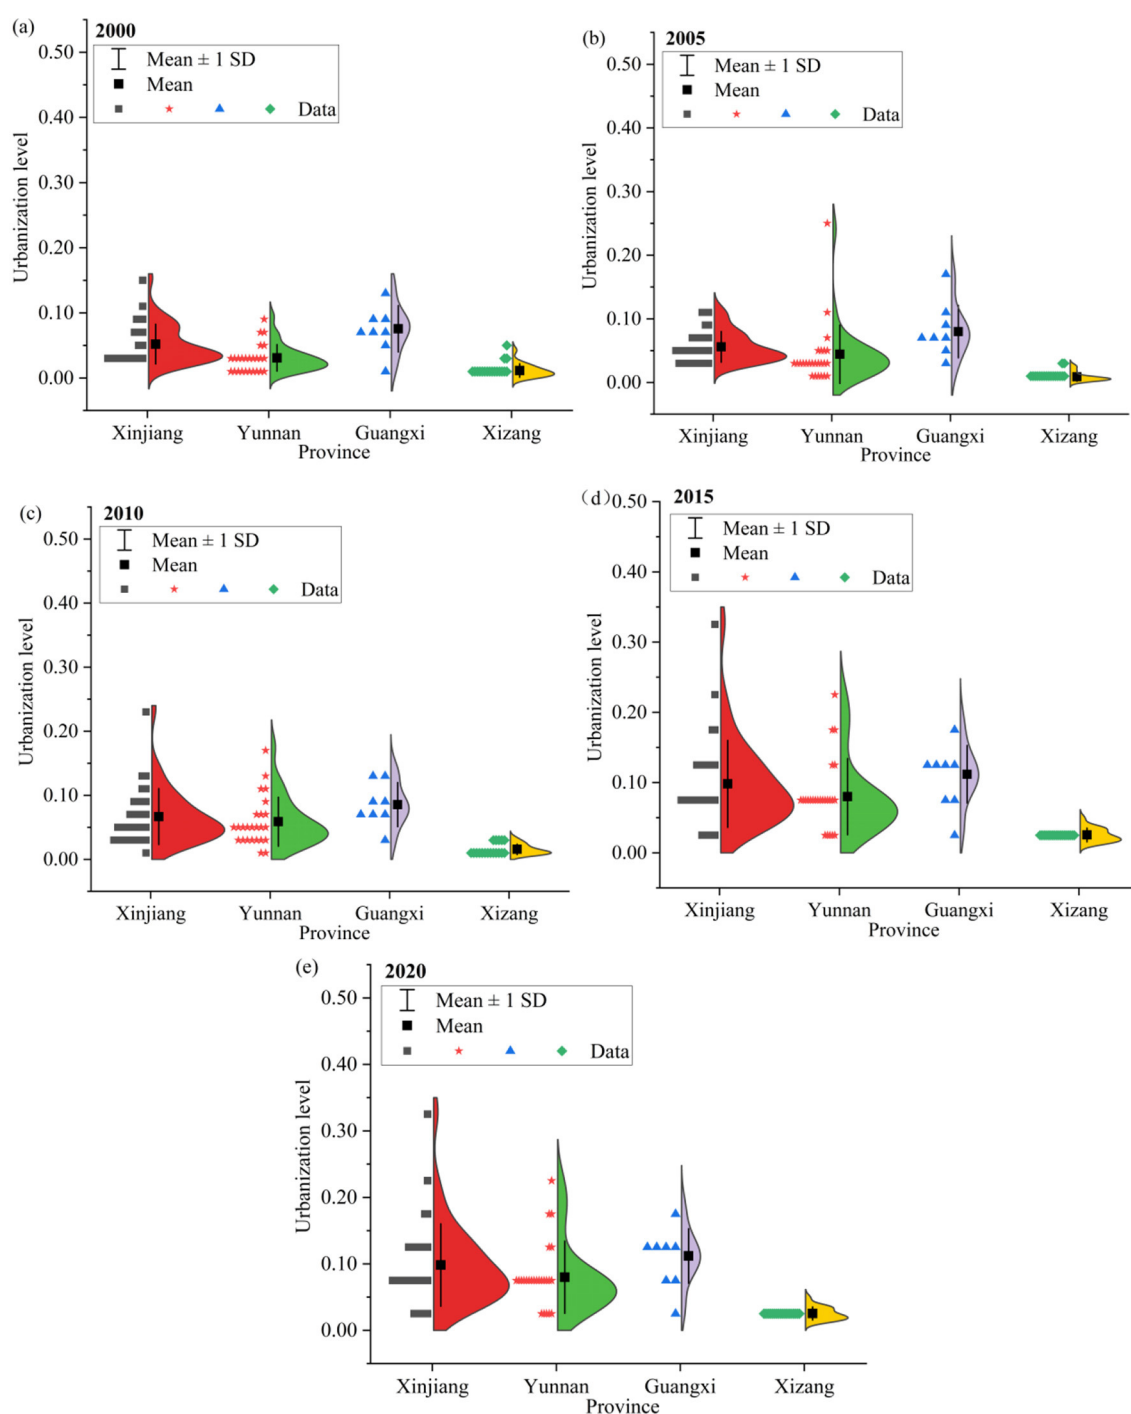 (a)
2000
Mean ± 1 SD
Mean
Data
Urbanization level
0.50
0.40
0.30
0.20
0.10
0.00
Xinjiang Yunnan Guangxi Xizang
Province
(b)
2005
Mean ± 1 SD
Mean
Data
Urbanization level
0.50
0.40
0.30
0.20
0.10
0.00
Xinjiang Yunnan Guangxi Xizang
Province
(c)
2010
Mean ± 1 SD
Mean
Data
Urbanization level
0.50
0.40
0.30
0.20
0.10
0.00
Xinjiang Yunnan Guangxi Xizang
Province
（d）
2015
Mean ± 1 SD
Mean
Data
Urbanization level
0.50
0.40
0.30
0.20
0.10
0.00
Xinjiang Yunnan Guangxi Xizang
Province
(e)
2020
Mean ± 1 SD
Mean
Data
Urbanization level
0.50
0.40
0.30
0.20
0.10
0.00
Xinjiang Yunnan Guangxi Xizang
Province